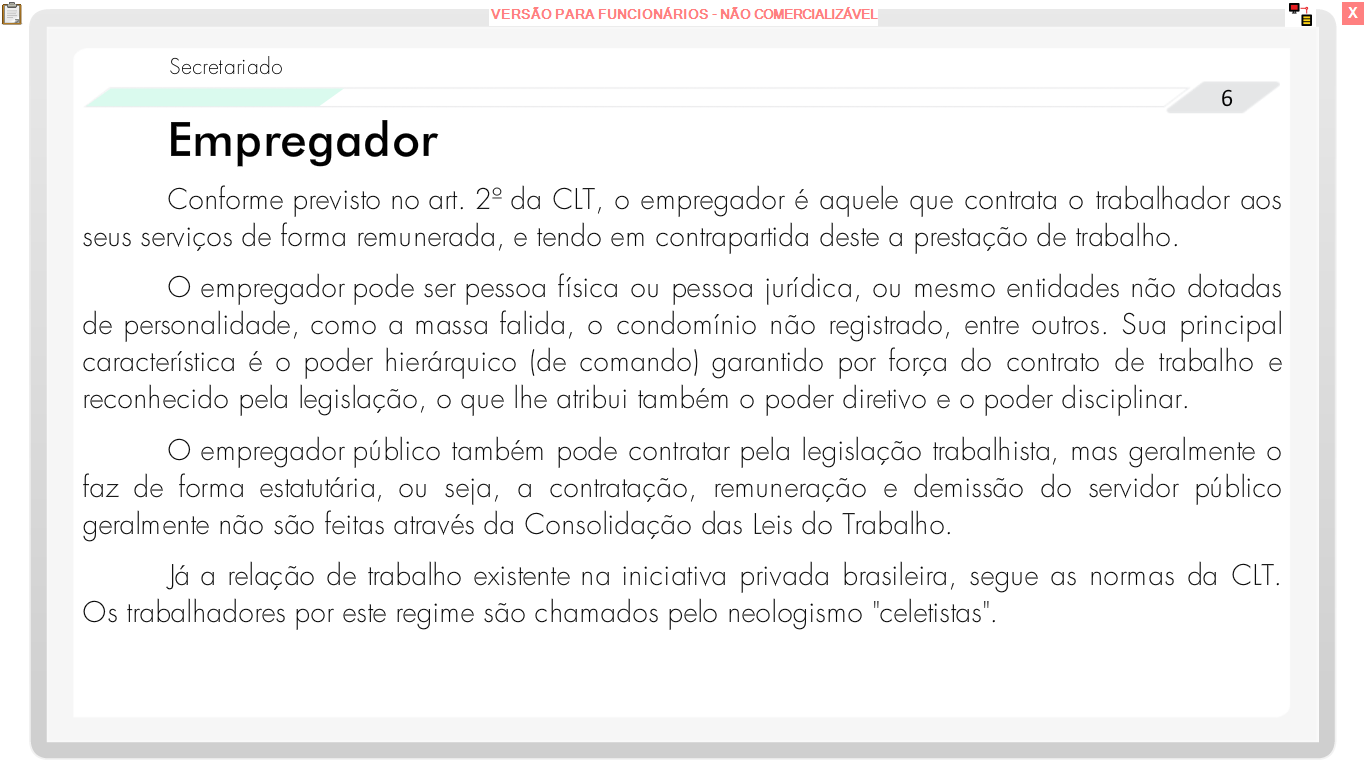 VERSÃO PARA FUNCIONÁRIOS - NÃO COMERCIALIZÁVEL
X
Secretariado
6
Empregador
Conforme previsto no art. 2º da CLT, o empregador é aquele que contrata o trabalhador aos
seus serviços de forma remunerada, e tendo em contrapartida deste a prestação de trabalho.
O empregador pode ser pessoa física ou pessoa jurídica, ou mesmo entidades não dotadas
de personalidade, como a massa falida, o condomínio não registrado, entre outros. Sua principal
característica é o poder hierárquico (de comando) garantido por força do contrato de trabalho e
reconhecido pela legislação, o que lhe atribui também o poder diretivo e o poder disciplinar.
O empregador público também pode contratar pela legislação trabalhista, mas geralmente o
faz de forma estatutária, ou seja, a contratação, remuneração e demissão do servidor público
geralmente não são feitas através da Consolidação das Leis do Trabalho.
Já a relação de trabalho existente na iniciativa privada brasileira, segue as normas da CLT.
Os trabalhadores por este regime são chamados pelo neologismo "celetistas".